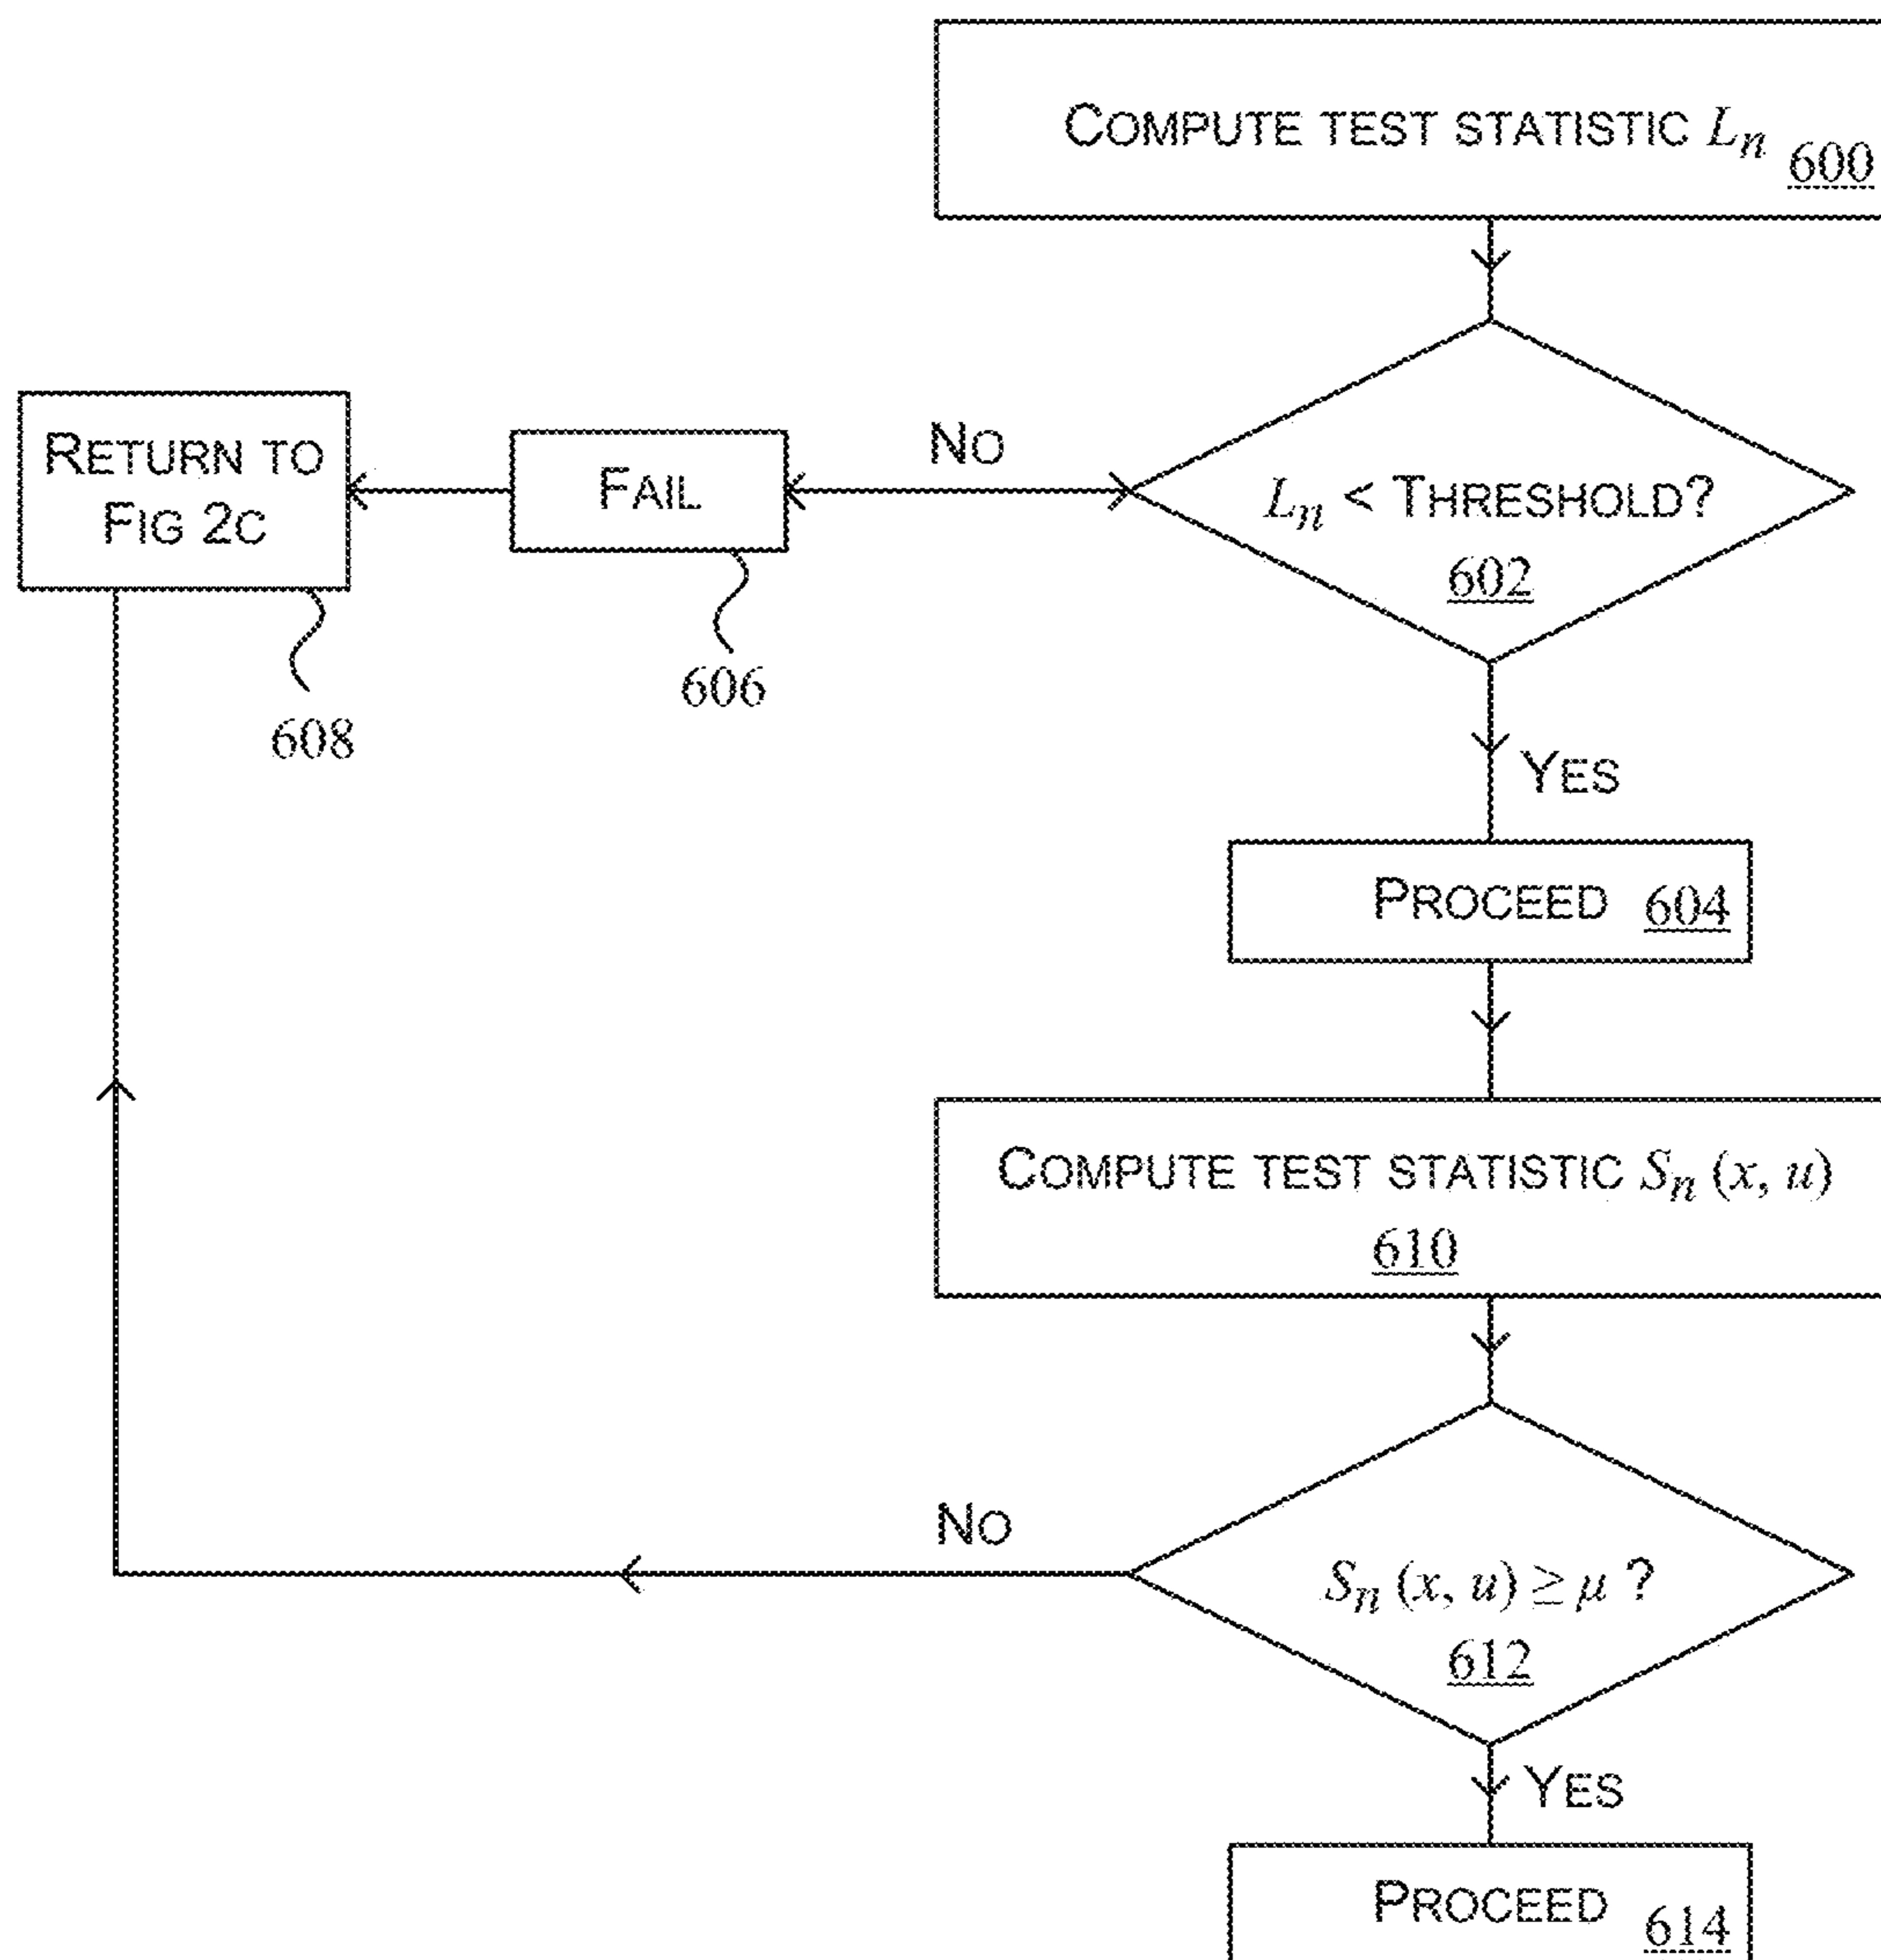 COMPUTE TEST STATISTIC Lₙ 600
RETURN TO
FIG 2C
608
FAIL
606
NO
Lₙ < THRESHOLD?
602
YES
PROCEED 604
COMPUTE TEST STATISTIC Sₙ (x, u)
610
NO
Sₙ (x, u) ≥ μ ?
612
YES
PROCEED 614